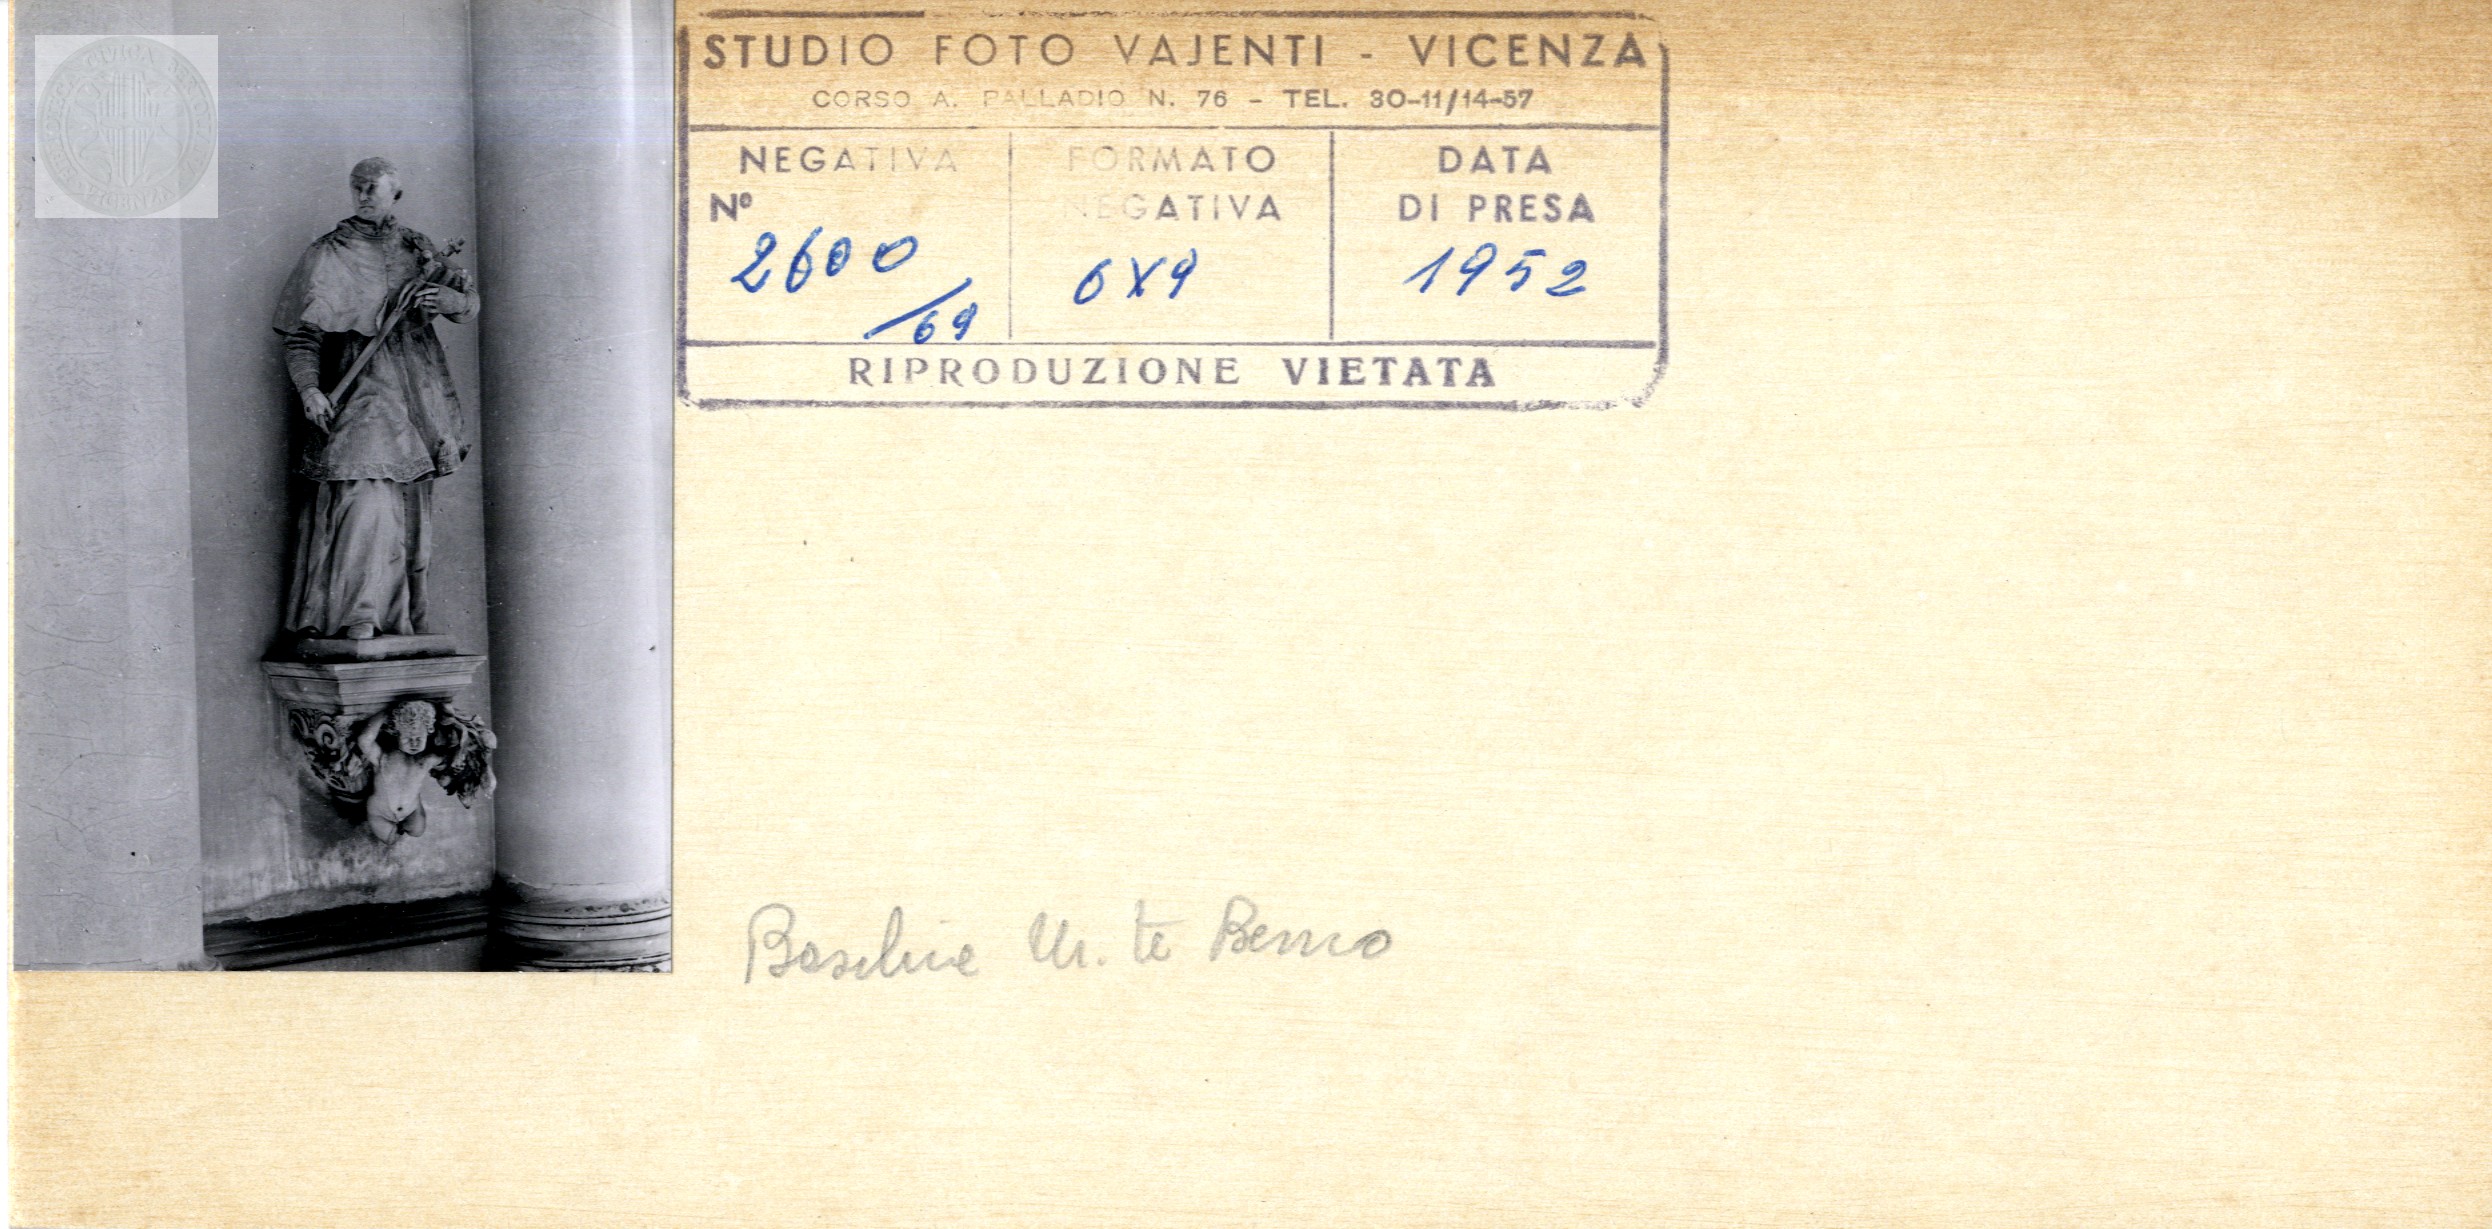 STUDIO FOTO VAJENTI - VICENZA
CORSO A. PALLADIO N. 76 - TEL. 30-11/14-57
NEGATIVA
Nº
2600
/69
FORMATO
NEGATIVA
6X9
DATA
DI PRESA
1952
RIPRODUZIONE VIETATA
M.te Berico